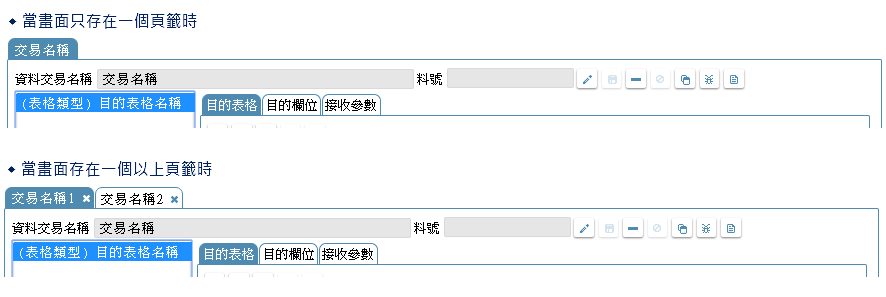 ◆ 當畫面只存在一個頁籤時
交易名稱
資料交易名稱 交易名稱 料號
(表格類型) 目的表格名稱 目的表格 目的欄位 接收參數
◆ 當畫面存在一個以上頁籤時
交易名稱1 × 交易名稱2 ×
資料交易名稱 交易名稱 料號
(表格類型) 目的表格名稱 目的表格 目的欄位 接收參數